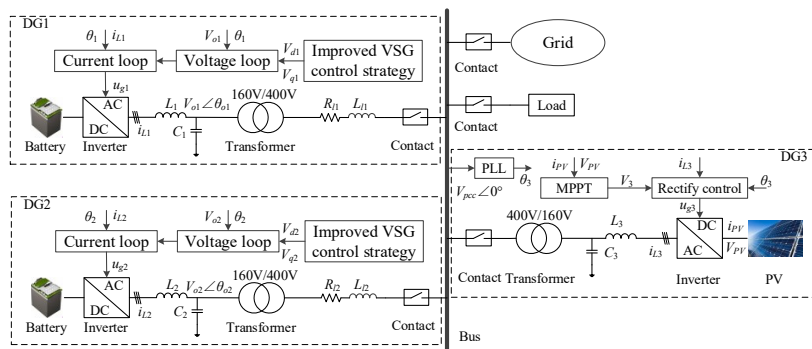 DG1
θ1 iL1
Vo1 θ1
Current loop
Voltage loop
Vd1
Vq1
Improved VSG
control strategy
ug1
160V/400V
AC
DC
L1
Vo1∠θo1
Rl1 Ll1
iL1
C1
Battery
Inverter
Transformer
Contact
DG2
θ2 iL2
Vo2 θ2
Current loop
Voltage loop
Vd2
Vq2
Improved VSG
control strategy
ug2
160V/400V
AC
DC
L2
Vo2∠θo2
Rl2 Ll2
iL2
C2
Battery
Inverter
Transformer
Contact
Grid
Contact
Load
Contact
DG3
PLL
θ3
Vpcc∠0°
iPV VPV
MPPT
V3
iL3
Rectify control
θ3
ug3
400V/160V
L3
DC
AC
iPV
VPV
C3
iL3
Contact
Transformer
Inverter
PV
Bus